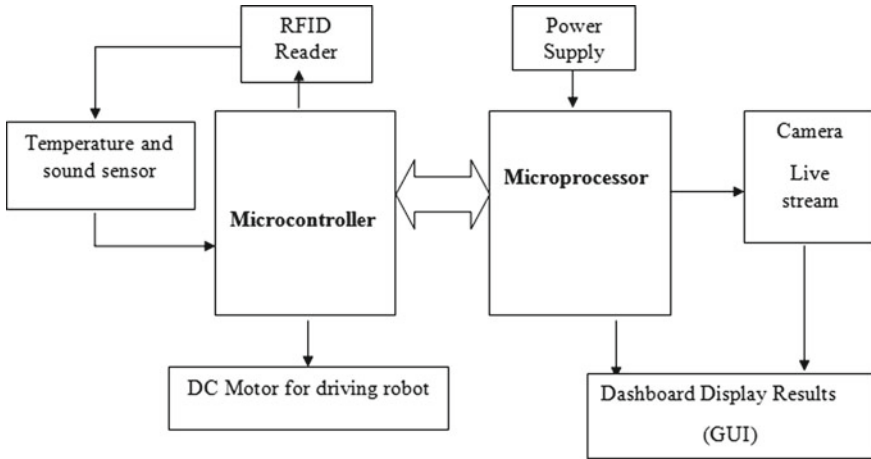 RFID
Reader
Power
Supply
Temperature and
sound sensor
Microcontroller
Microprocessor
Camera
Live
stream
DC Motor for driving robot
Dashboard Display Results
(GUI)